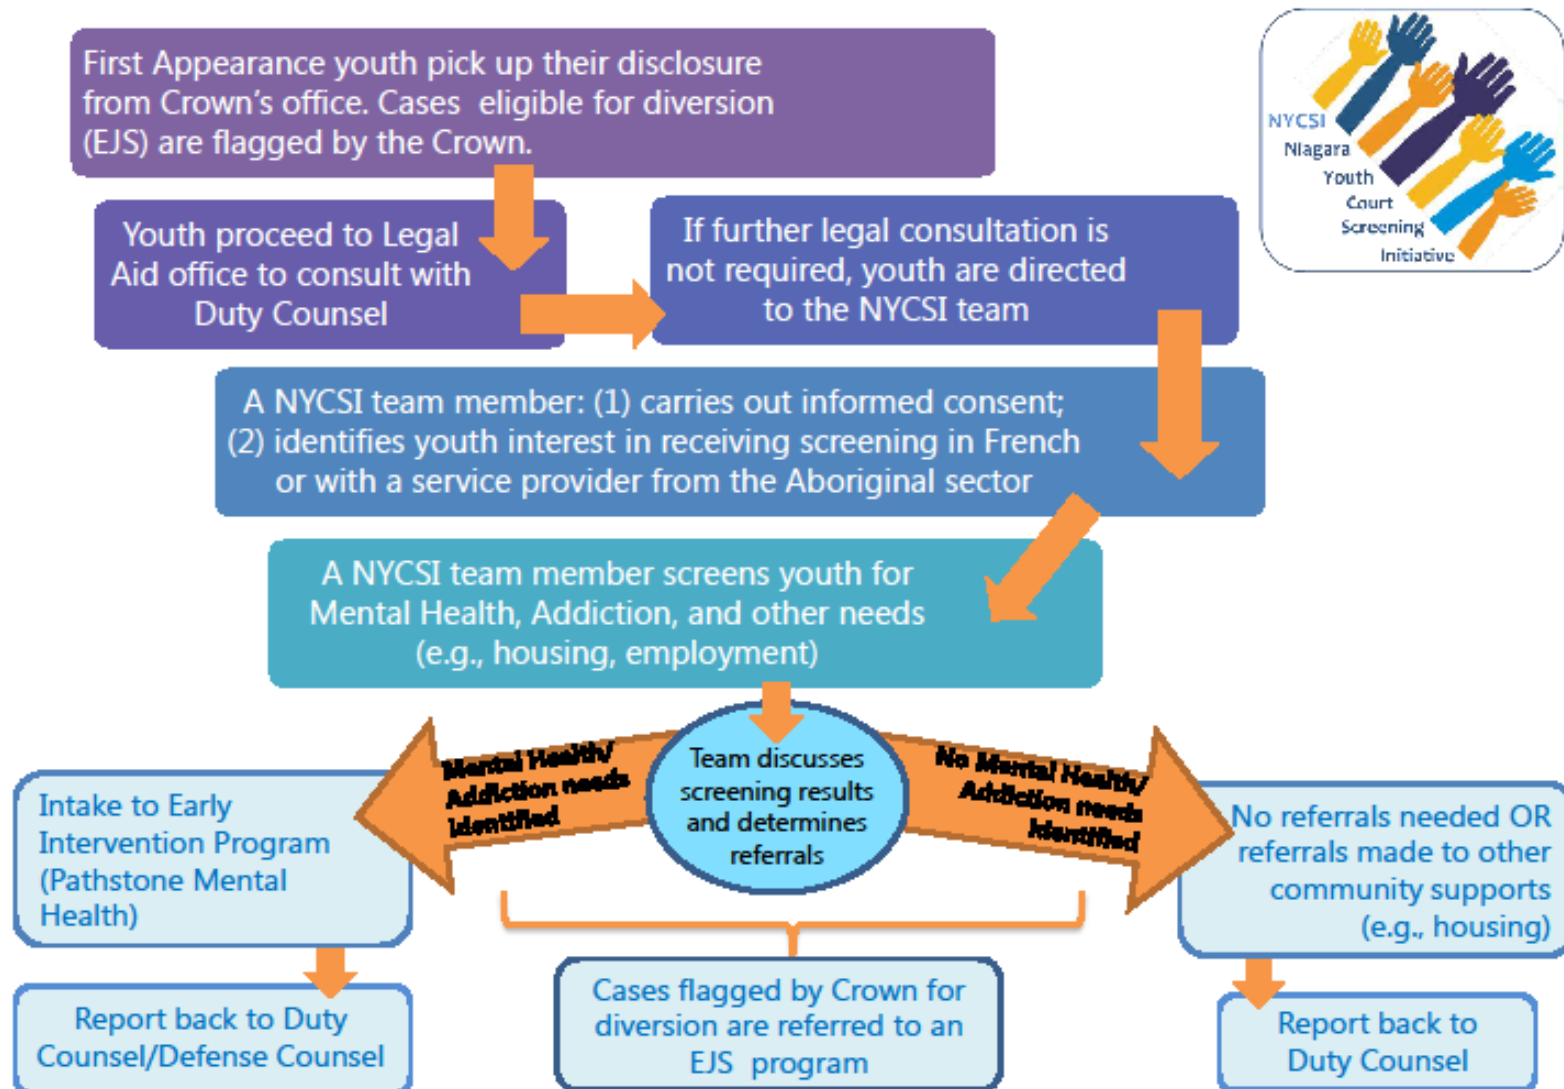 First Appearance youth pick up their disclosure
from Crown's office. Cases eligible for diversion
(EJS) are flagged by the Crown.
NYCSI
Niagara
Youth
Court
Screening
Initiative
Youth proceed to Legal
Aid office to consult with
Duty Counsel
If further legal consultation is
not required, youth are directed
to the NYCSI team
A NYCSI team member: (1) carries out informed consent;
(2) identifies youth interest in receiving screening in French
or with a service provider from the Aboriginal sector
A NYCSI team member screens youth for
Mental Health, Addiction, and other needs
(e.g., housing, employment)
Team discusses
screening results
and determines
referrals
Mental Health/
Addiction needs
Identified
No Mental Health/
Addiction needs
Identified
Intake to Early
Intervention Program
(Pathstone Mental
Health)
No referrals needed OR
referrals made to other
community supports
(e.g., housing)
Report back to Duty
Counsel/Defense Counsel
Cases flagged by Crown for
diversion are referred to an
EJS program
Report back to
Duty Counsel